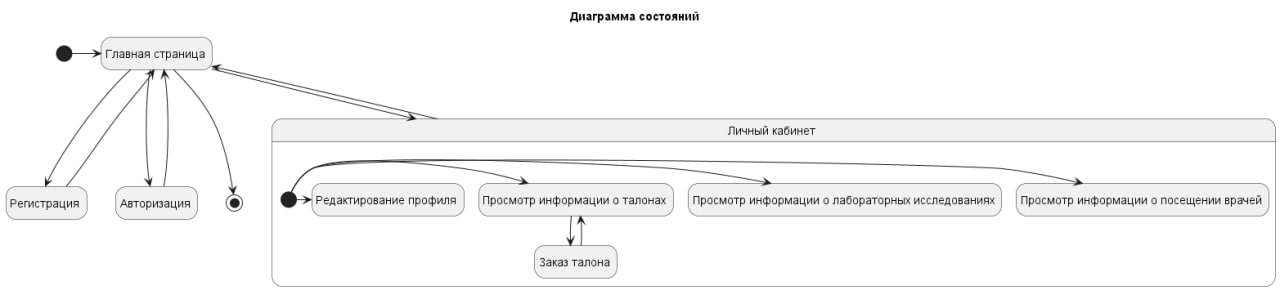 Диаграмма состояний
Главная страница
Личный кабинет
Регистрация
Авторизация
Редактирование профиля
Просмотр информации о талонах
Просмотр информации о лабораторных исследованиях
Просмотр информации о посещении врачей
Заказ талона